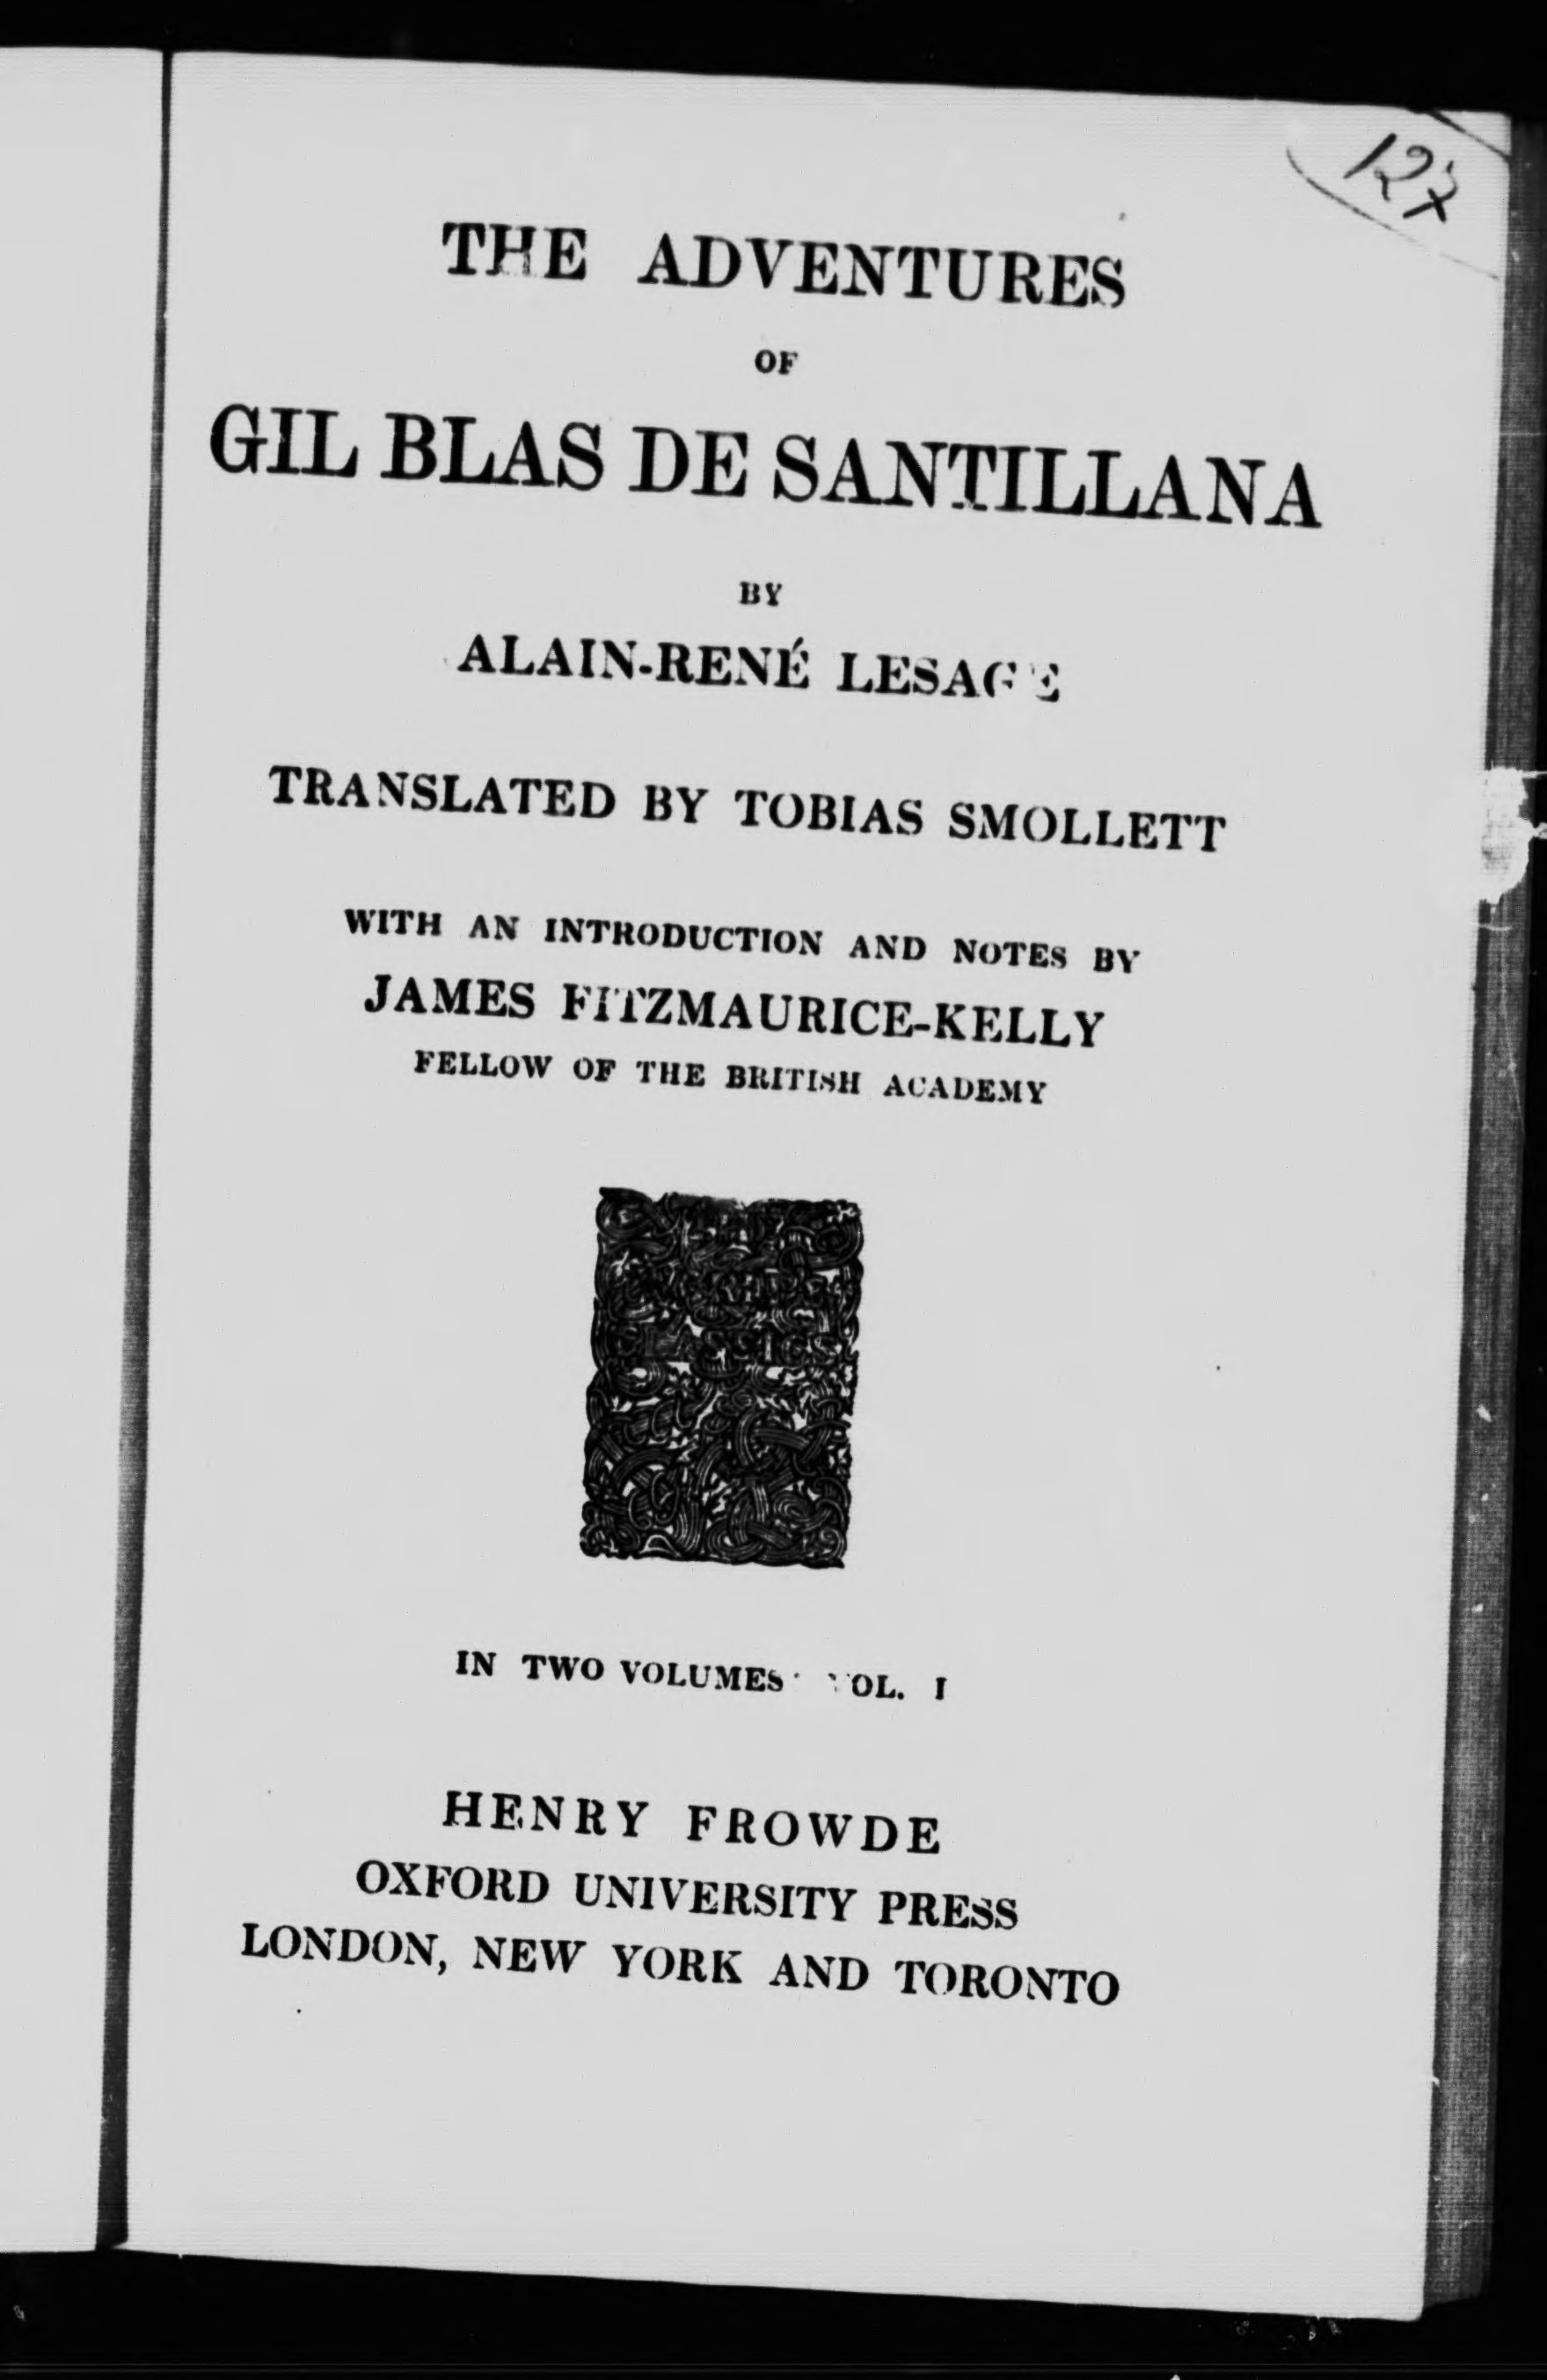 127
THE ADVENTURES
OF
GIL BLAS DE SANTILLANA
BY
ALAIN-RENÉ LESAGE
TRANSLATED BY TOBIAS SMOLLETT
WITH AN INTRODUCTION AND NOTES BY
JAMES FITZMAURICE-KELLY
FELLOW OF THE BRITISH ACADEMY
CLASSICS
IN TWO VOLUMES VOL. I
HENRY FROWDE
OXFORD UNIVERSITY PRESS
LONDON, NEW YORK AND TORONTO